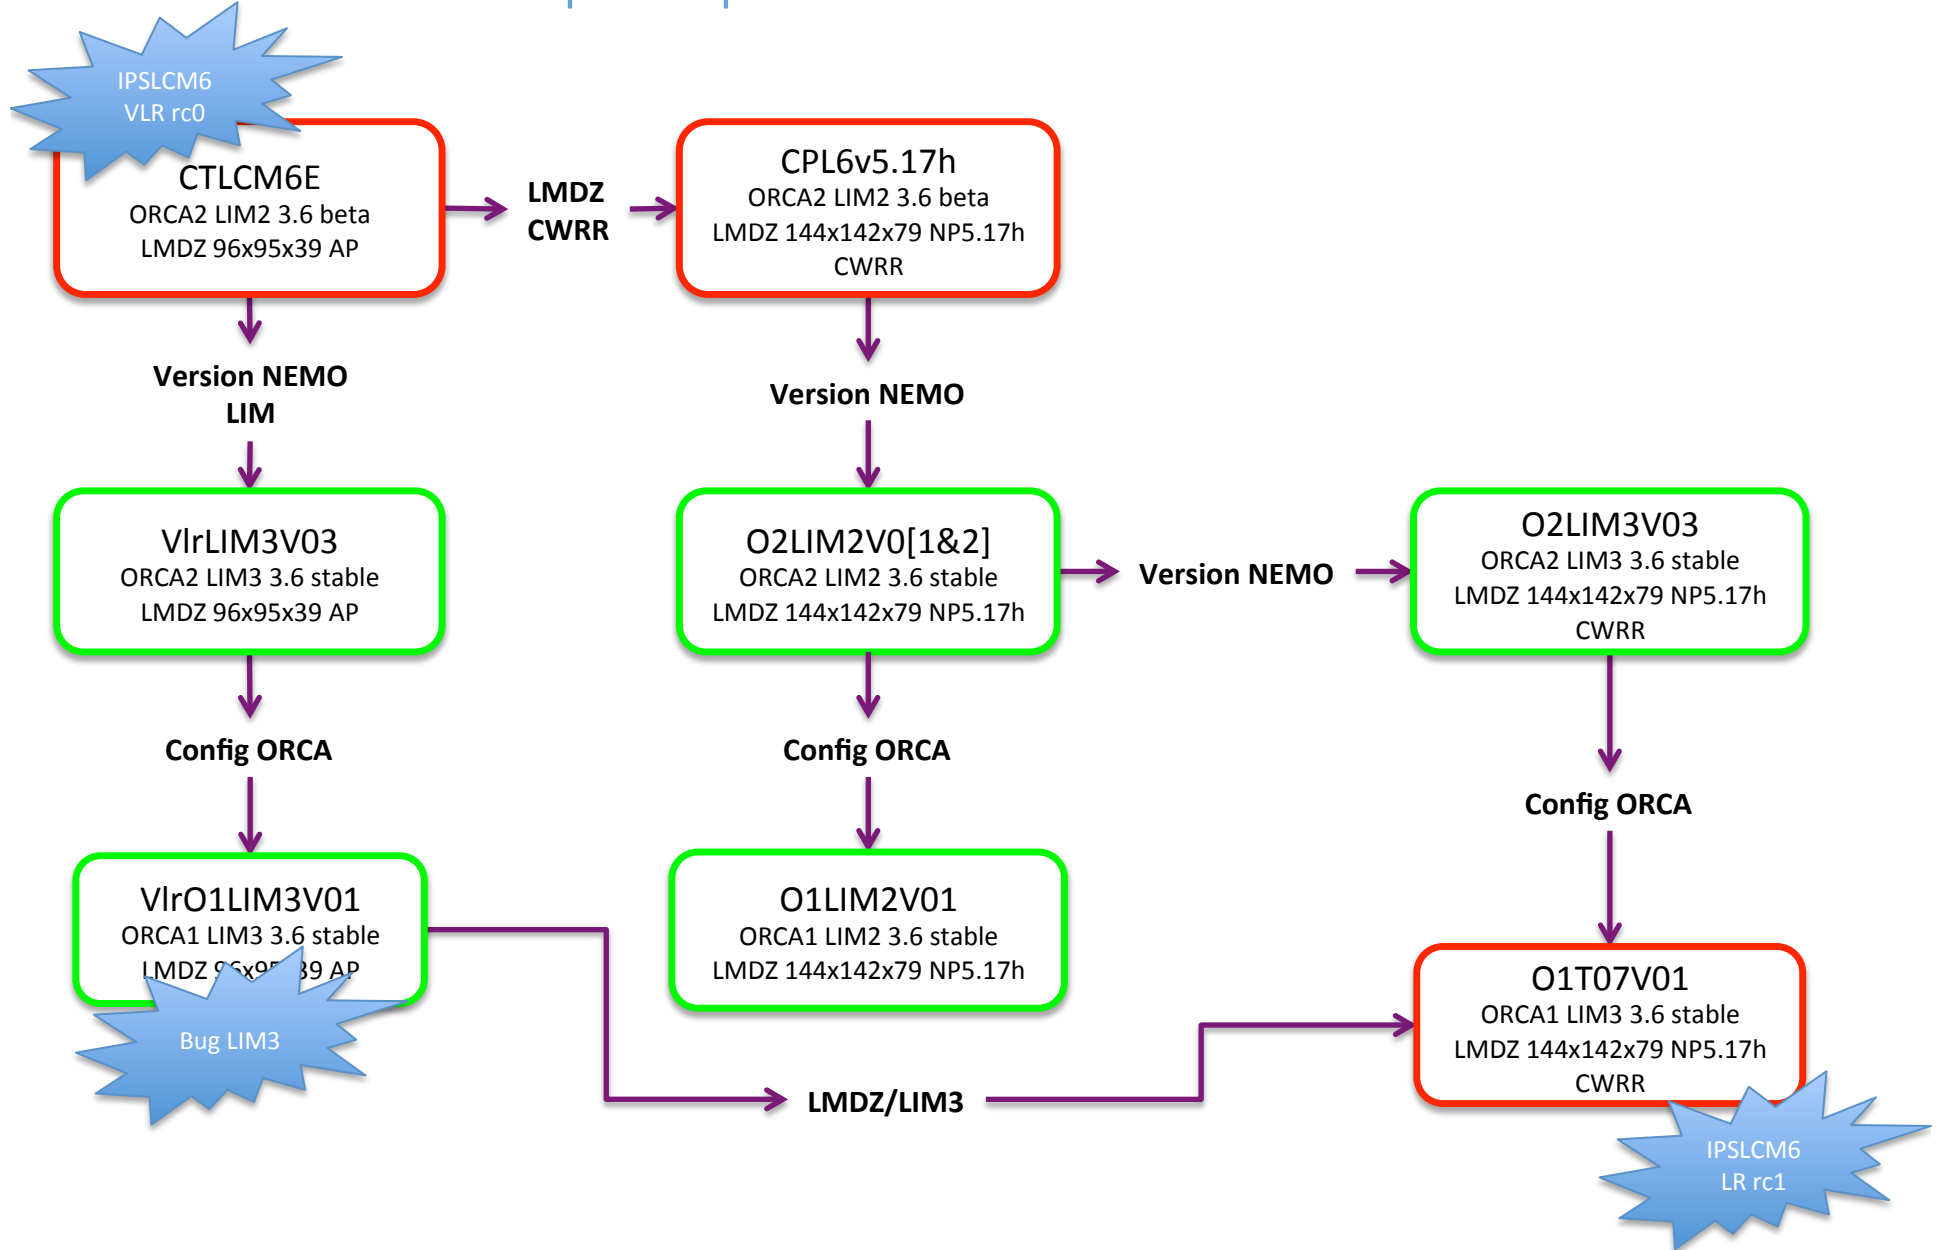 IPSLCM6
VLR rc0
CTLCM6E
ORCA2 LIM2 3.6 beta
LMDZ 96x95x39 AP
LMDZ
CWRR
CPL6v5.17h
ORCA2 LIM2 3.6 beta
LMDZ 144x142x79 NP5.17h
CWRR
Version NEMO
LIM
Version NEMO
VlrLIM3V03
ORCA2 LIM3 3.6 stable
LMDZ 96x95x39 AP
O2LIM2V0[1&2]
ORCA2 LIM2 3.6 stable
LMDZ 144x142x79 NP5.17h
Version NEMO
O2LIM3V03
ORCA2 LIM3 3.6 stable
LMDZ 144x142x79 NP5.17h
CWRR
Config ORCA
Config ORCA
Config ORCA
VlrO1LIM3V01
ORCA1 LIM3 3.6 stable
LMDZ 96x95x39 AP
Bug LIM3
O1LIM2V01
ORCA1 LIM2 3.6 stable
LMDZ 144x142x79 NP5.17h
O1T07V01
ORCA1 LIM3 3.6 stable
LMDZ 144x142x79 NP5.17h
CWRR
LMDZ/LIM3
IPSLCM6
LR rc1